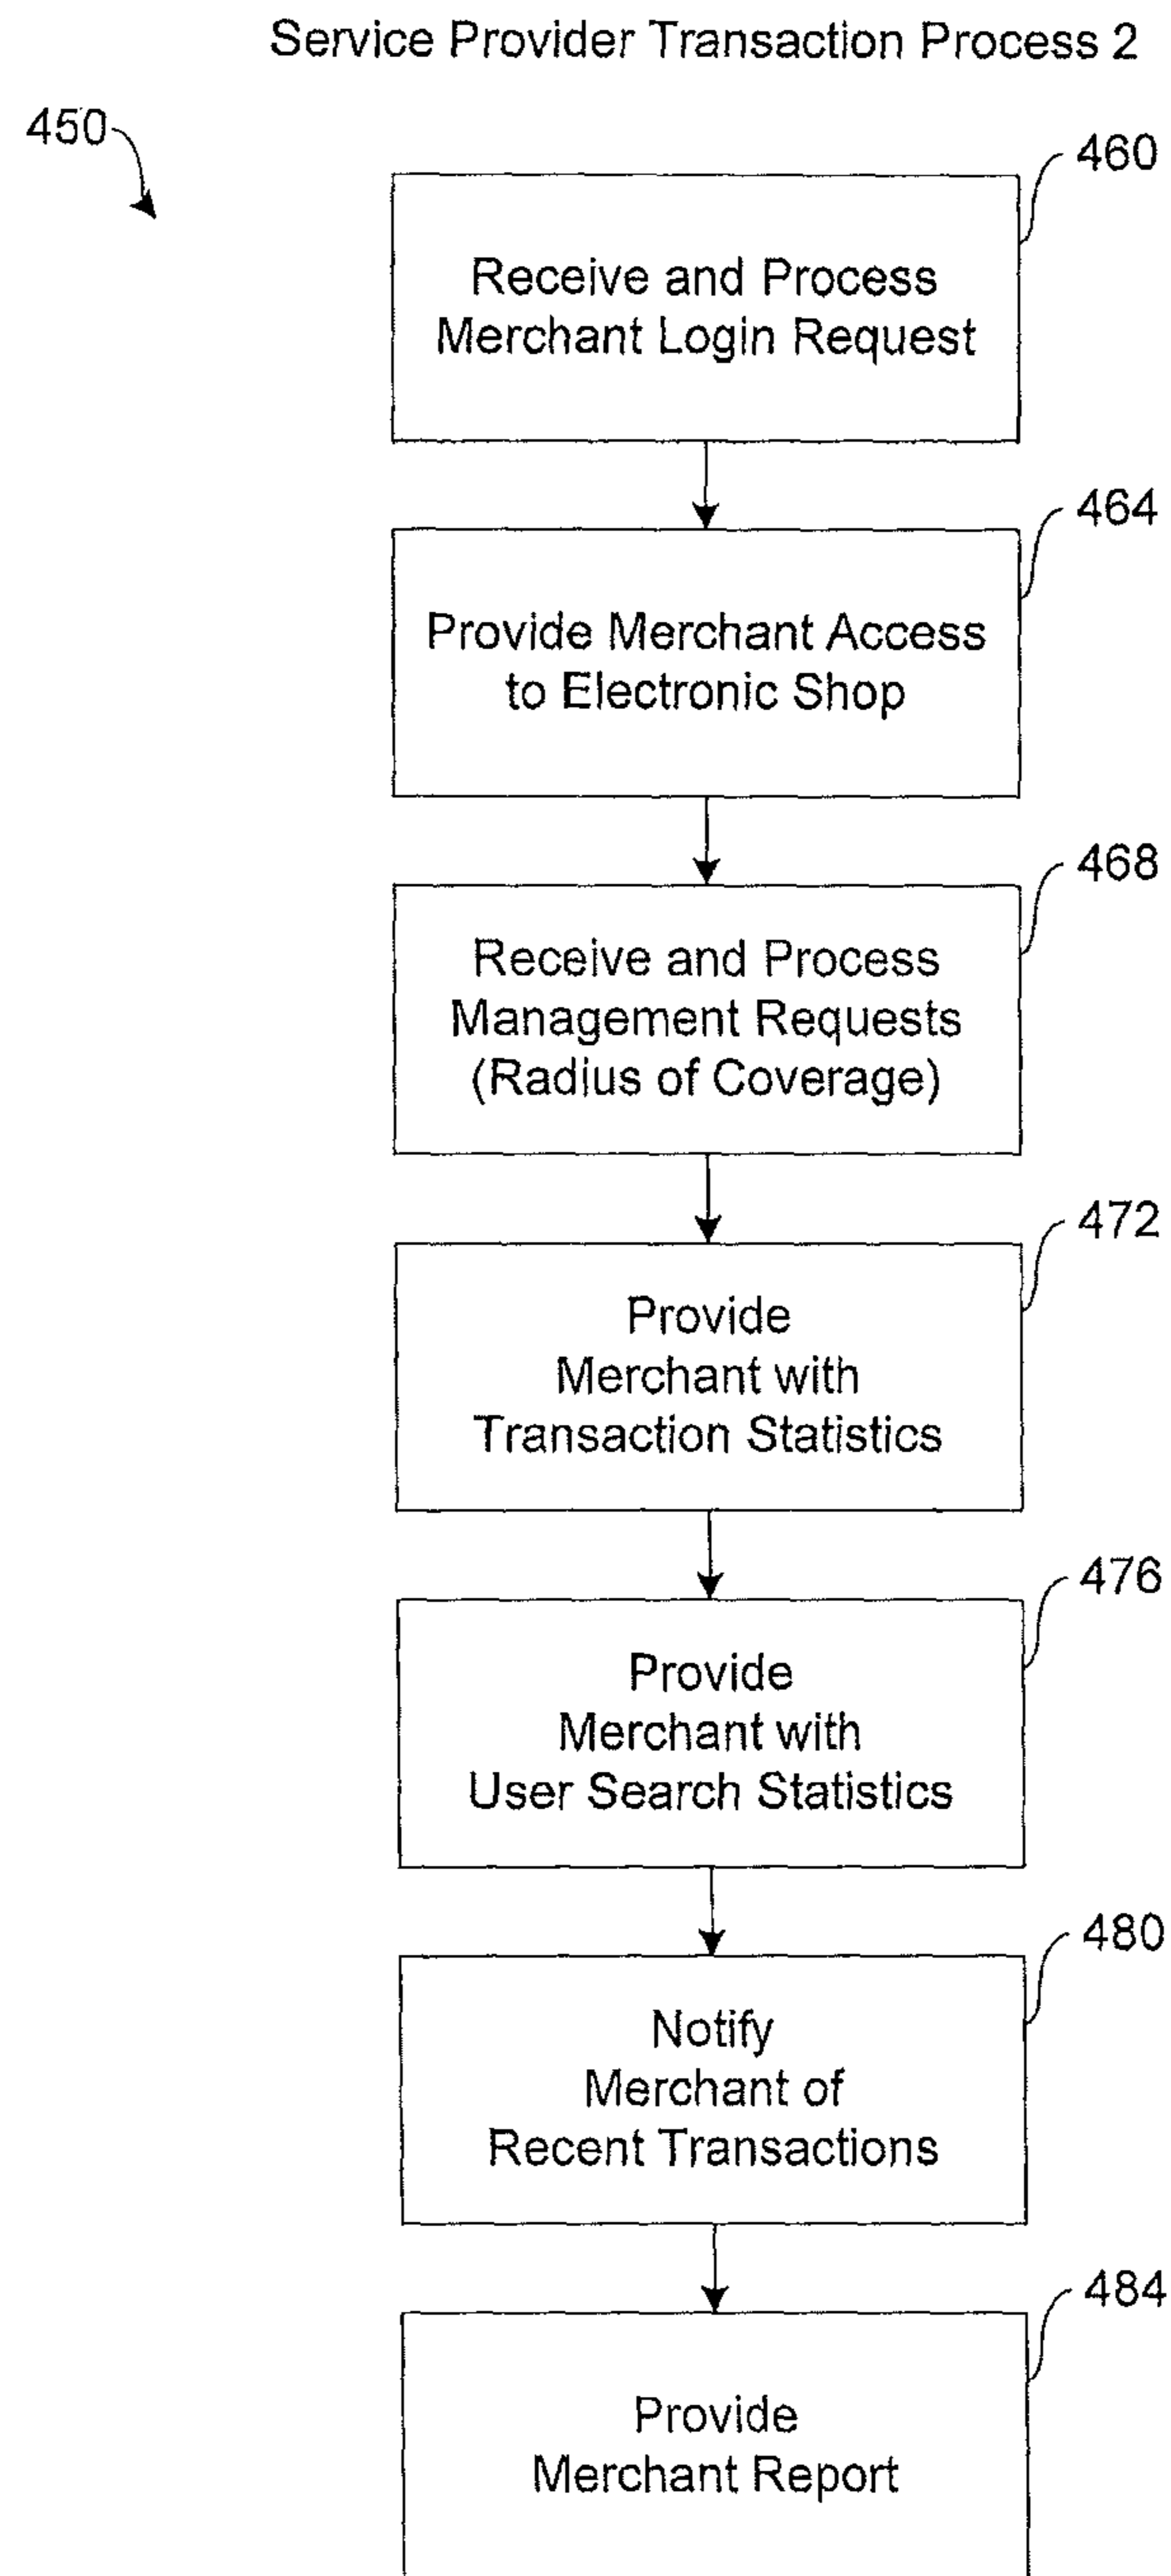 Service Provider Transaction Process 2
450
460
Receive and Process
Merchant Login Request
464
Provide Merchant Access
to Electronic Shop
468
Receive and Process
Management Requests
(Radius of Coverage)
472
Provide
Merchant with
Transaction Statistics
476
Provide
Merchant with
User Search Statistics
480
Notify
Merchant of
Recent Transactions
484
Provide
Merchant Report